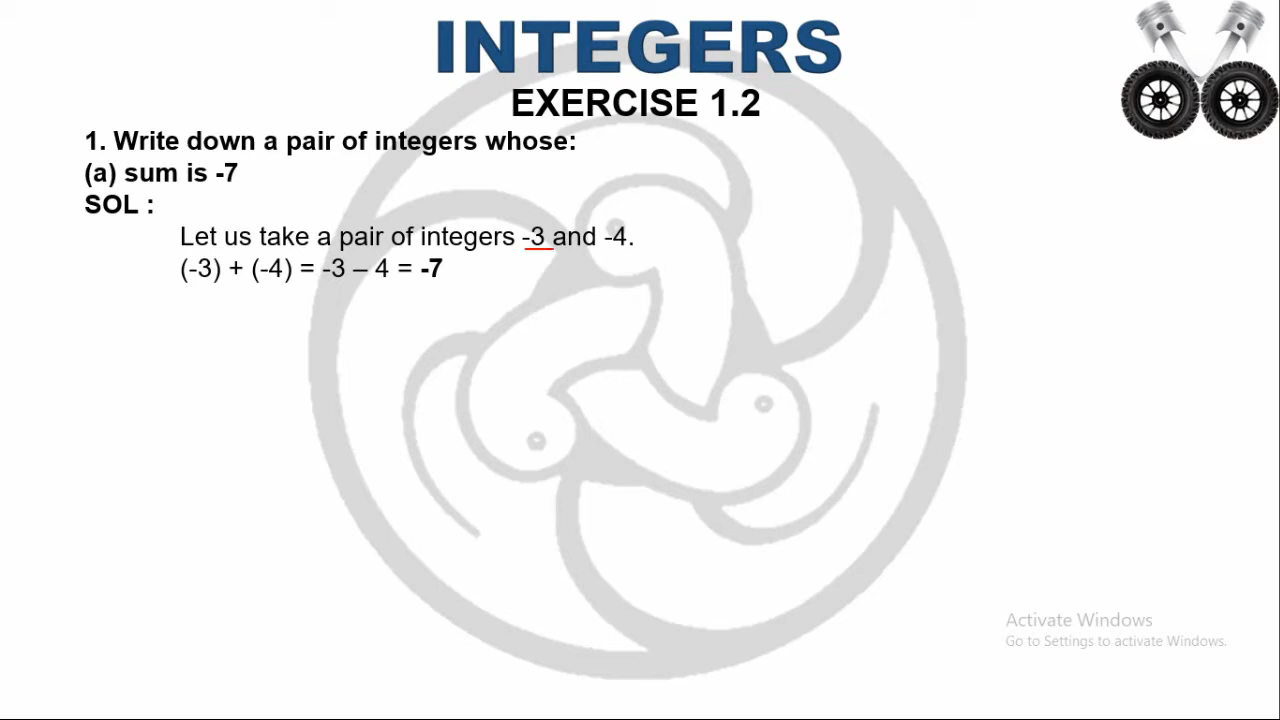 INTEGERS
EXERCISE 1.2
1. Write down a pair of integers whose:
(a) sum is -7
SOL :
Let us take a pair of integers -3 and -4.
(-3) + (-4) = -3 – 4 = -7
Activate Windows
Go to Settings to activate Windows.